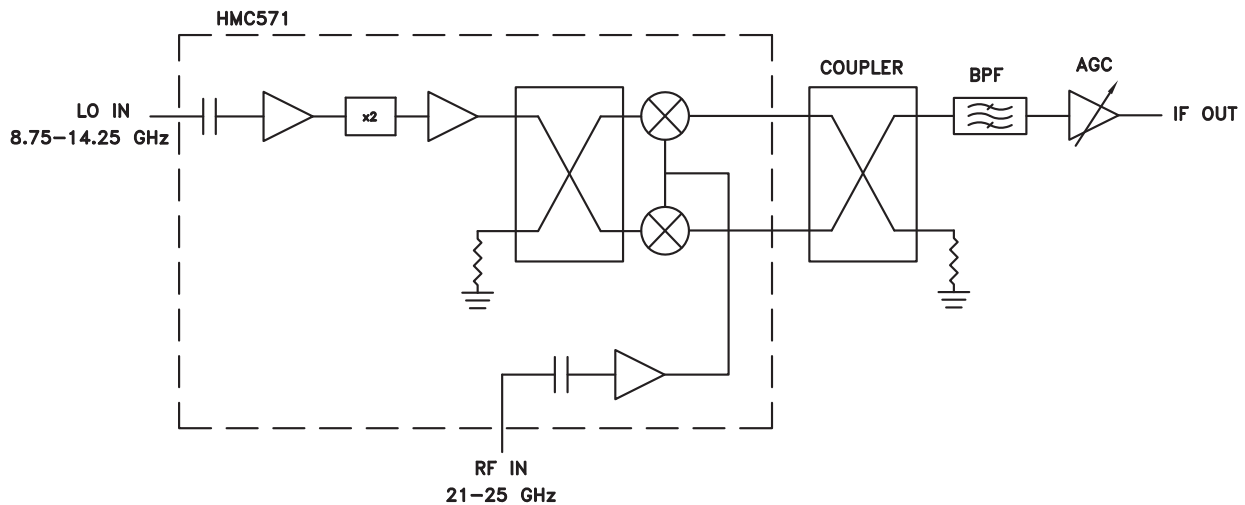 HMC571
COUPLER
BPF
AGC
LO IN
8.75-14.25 GHz
x2
IF OUT
RF IN
21-25 GHz